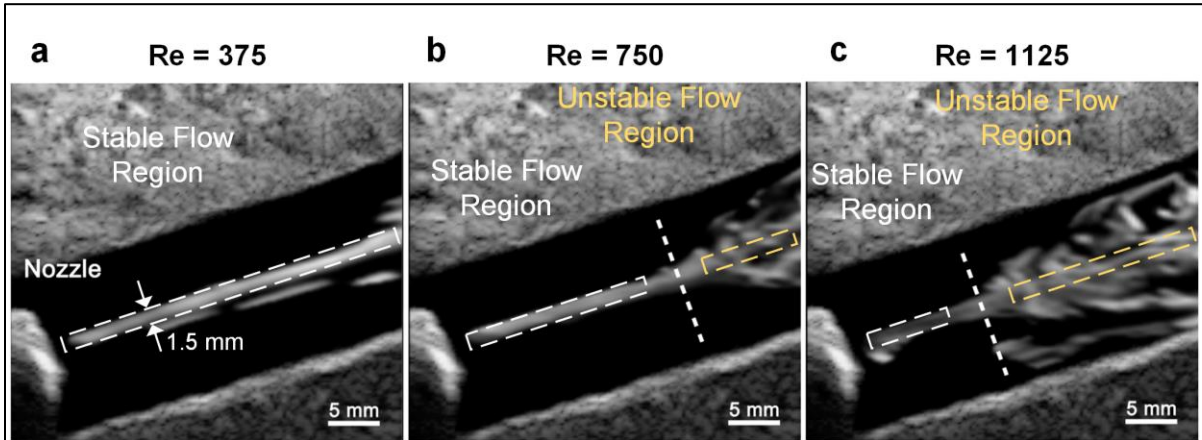 a Re = 375
Stable Flow
Region
Nozzle
1.5 mm
5 mm
b Re = 750
Unstable Flow
Region
Stable Flow
Region
5 mm
c Re = 1125
Unstable Flow
Region
Stable Flow
Region
5 mm